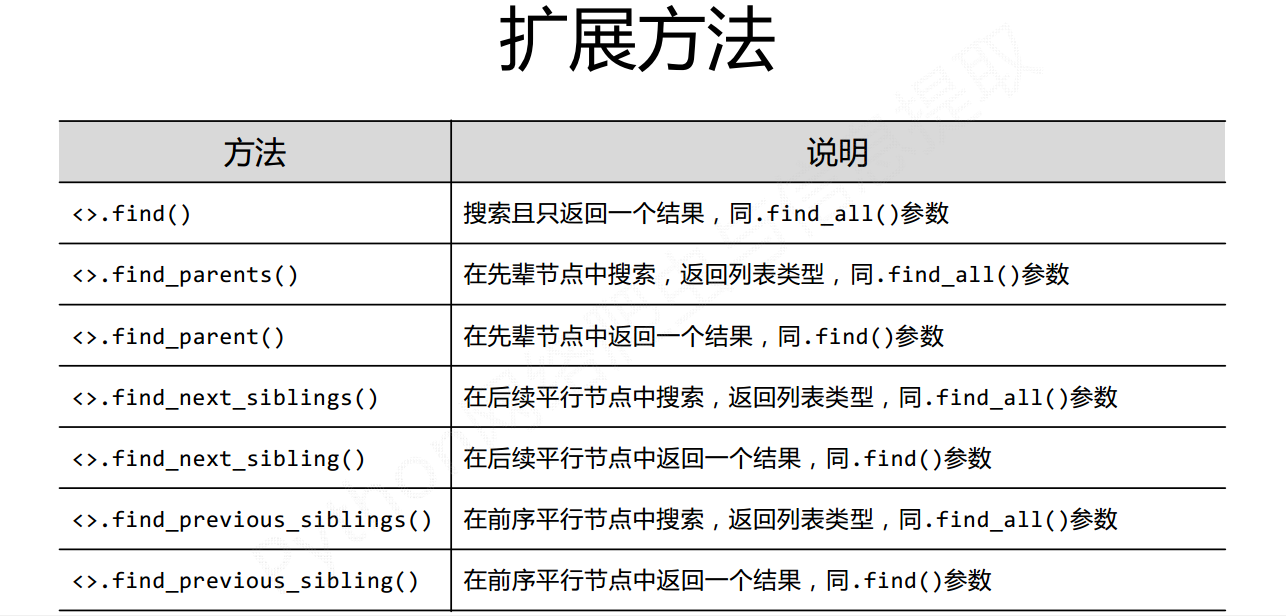 扩展方法
方法 说明
<>.find() 搜索且只返回一个结果，同.find_all()参数
<>.find_parents() 在先辈节点中搜索，返回列表类型，同.find_all()参数
<>.find_parent() 在先辈节点中返回一个结果，同.find()参数
<>.find_next_siblings() 在后续平行节点中搜索，返回列表类型，同.find_all()参数
<>.find_next_sibling() 在后续平行节点中返回一个结果，同.find()参数
<>.find_previous_siblings() 在前序平行节点中搜索，返回列表类型，同.find_all()参数
<>.find_previous_sibling() 在前序平行节点中返回一个结果，同.find()参数